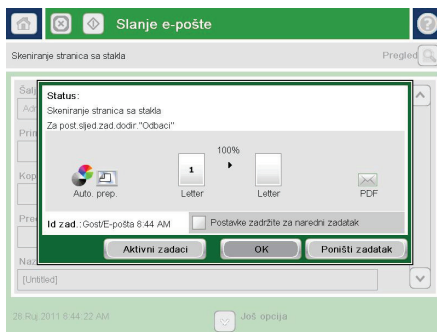 Slanje e-pošte
Skeniranje stranica sa stakla
Pregled
Status:
Skeniranje stranica sa stakla
Za post.sljed.zad.dodir."Odbaci"
100%
1
Auto. prep.
Letter
Letter
PDF
Id zad.:Gost/E-pošta 8:44 AM
Postavke zadržite za naredni zadatak
Aktivni zadaci
OK
Poništi zadatak
[Untitled]
26.Ruj.2011 8:44:22 AM
Još opcija